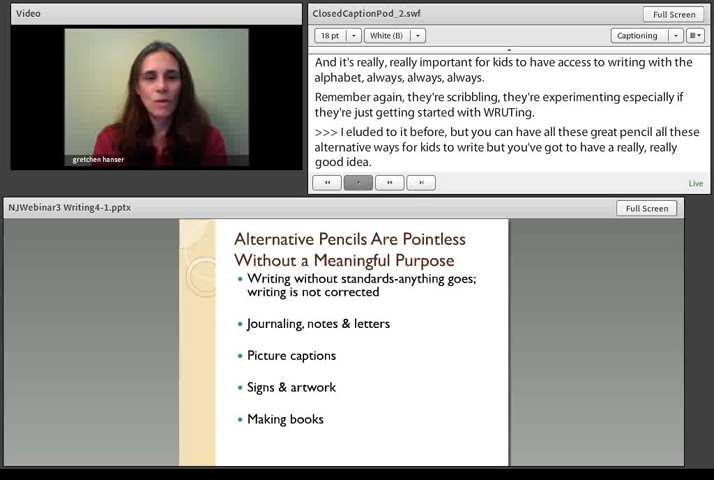 Video
gretchen hanser
ClosedCaptionPod_2.swf
Full Screen
18 pt
White (B)
Captioning
And it's really, really important for kids to have access to writing with the
alphabet, always, always, always.
Remember again, they're scribbling, they're experimenting especially if
they're just getting started with WRUTing.
>>> I eluded to it before, but you can have all these great pencil all these
alternative ways for kids to write but you've got to have a really, really
good idea.
Live
NJWebinar3 Writing4-1.pptx
Full Screen
Alternative Pencils Are Pointless
Without a Meaningful Purpose
• Writing without standards-anything goes;
writing is not corrected
• Journaling, notes & letters
• Picture captions
• Signs & artwork
• Making books